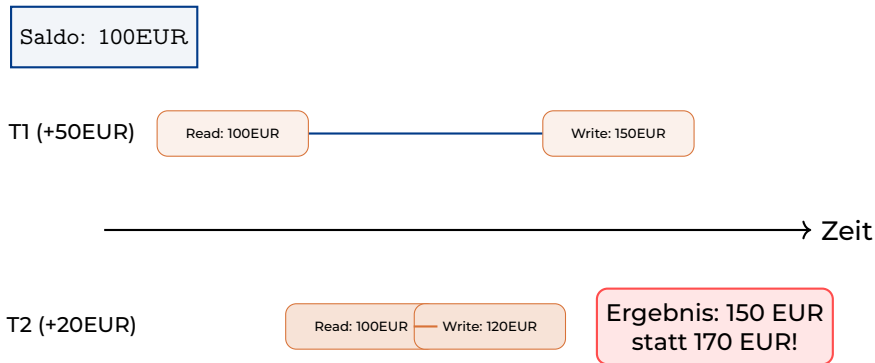 Saldo: 100EUR
T1 (+50EUR)
Read: 100EUR
Write: 150EUR
Zeit
T2 (+20EUR)
Read: 100EUR
Write: 120EUR
Ergebnis: 150 EUR
statt 170 EUR!